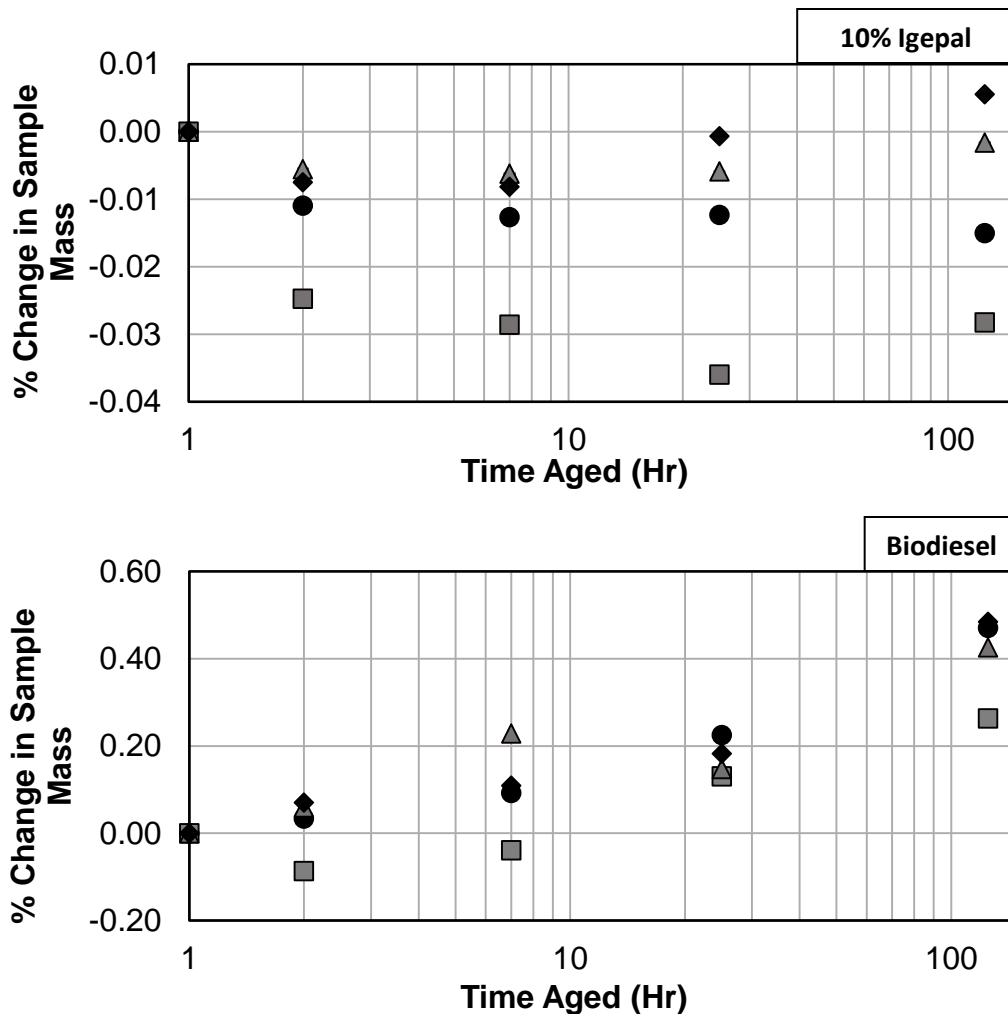 10% Igepal
% Change in Sample
Mass
0.01
0.00
-0.01
-0.02
-0.03
-0.04
1 10 100
Time Aged (Hr)
Biodiesel
% Change in Sample
Mass
0.60
0.40
0.20
0.00
-0.20
1 10 100
Time Aged (Hr)